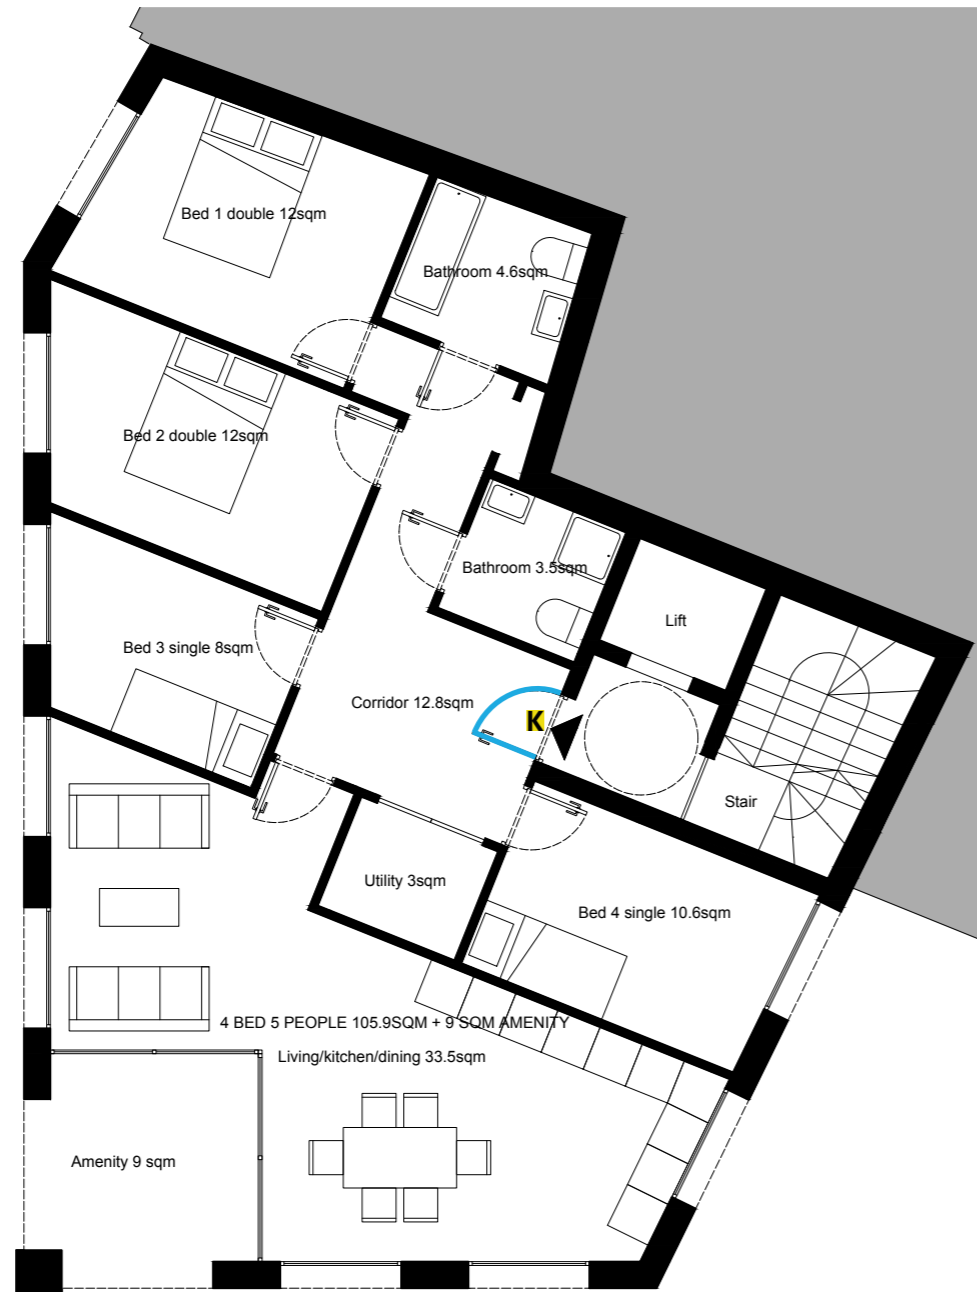 Bed 1 double 12sqm
Bathroom 4.6sqm
Bed 2 double 12sqm
Bathroom 3.5sqm
Lift
Bed 3 single 8sqm
Corridor 12.8sqm
K
Stair
Utility 3sqm
Bed 4 single 10.6sqm
4 BED 5 PEOPLE 105.9SQM + 9 SQM AMENITY
Living/kitchen/dining 33.5sqm
Amenity 9 sqm